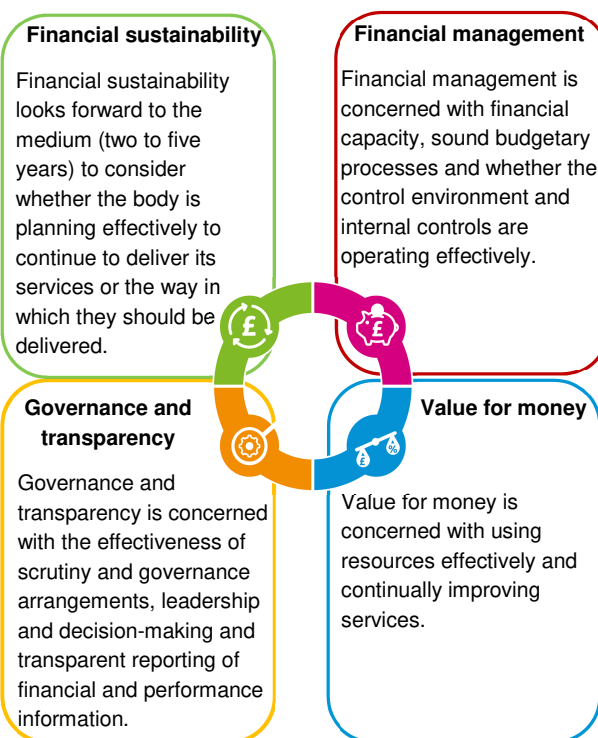 Financial sustainability
Financial sustainability
looks forward to the
medium (two to five
years) to consider
whether the body is
planning effectively to
continue to deliver its
services or the way in
which they should be
delivered.
Financial management
Financial management is
concerned with financial
capacity, sound budgetary
processes and whether the
control environment and
internal controls are
operating effectively.
£
£
Governance and
transparency
Governance and
transparency is concerned
with the effectiveness of
scrutiny and governance
arrangements, leadership
and decision-making and
transparent reporting of
financial and performance
information.
Value for money
£ %
Value for money is
concerned with using
resources effectively and
continually improving
services.